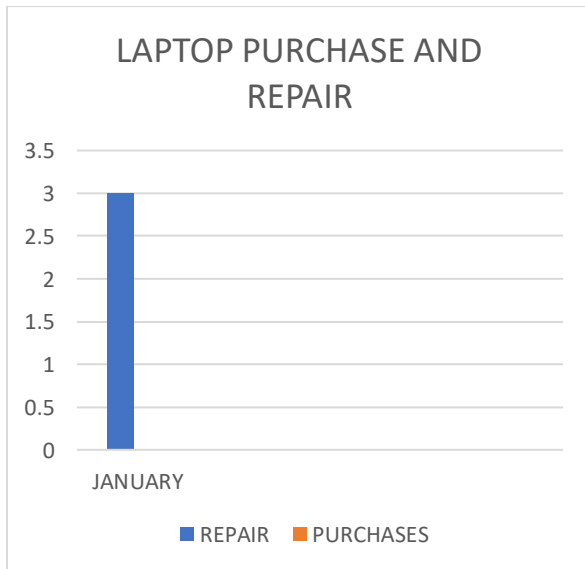 LAPTOP PURCHASE AND
REPAIR
3.5
3
2.5
2
1.5
1
0.5
0
JANUARY
REPAIR PURCHASES